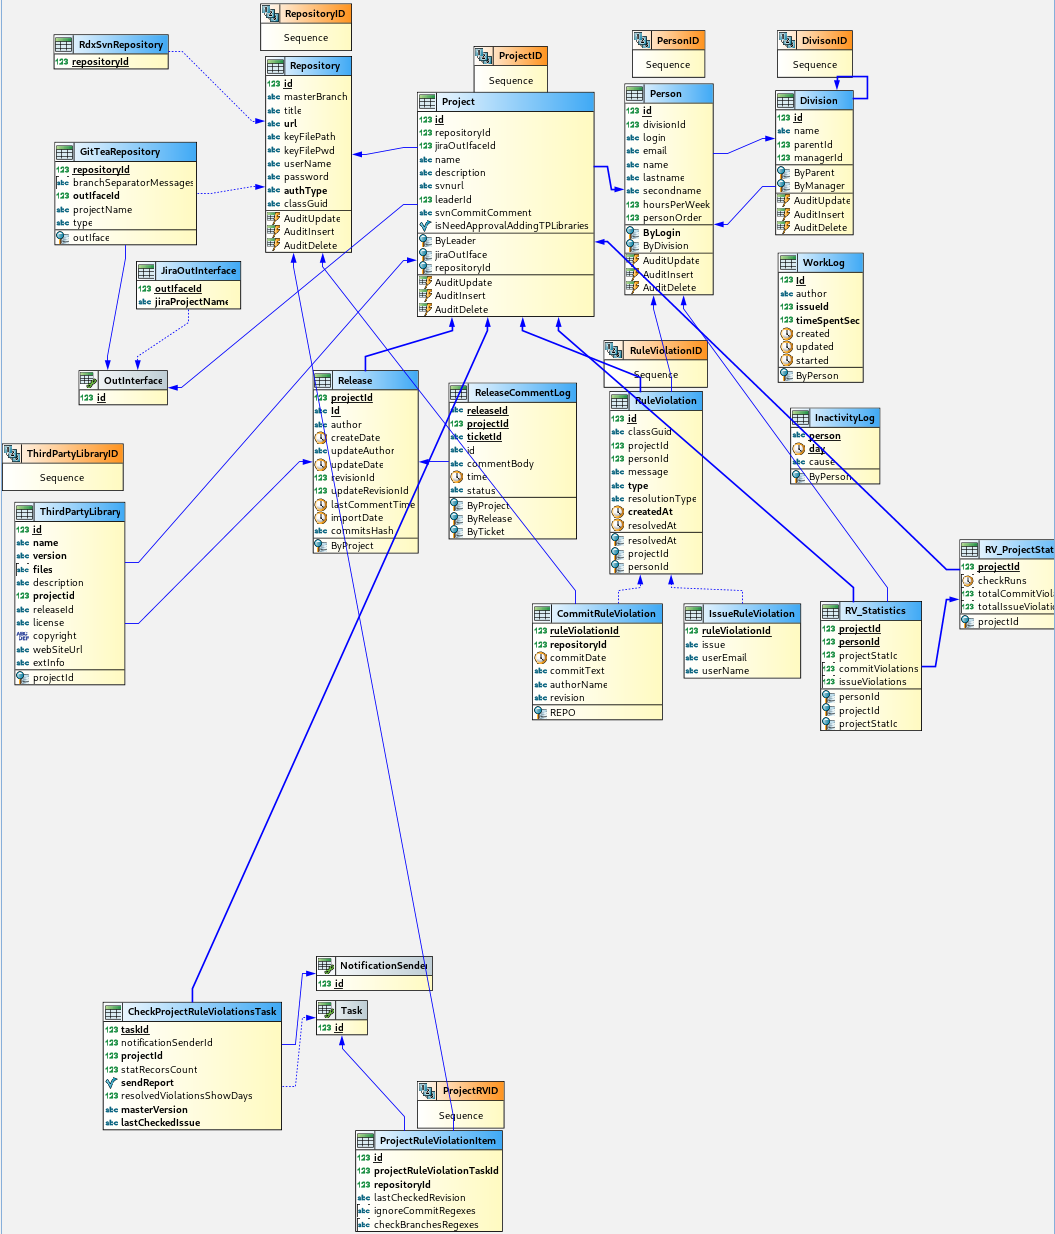 RepositoryID
Sequence
RdxSvnRepository
repositoryId
Repository
id
masterBranch
title
url
keyFilePath
keyFilePwd
userName
password
authType
classGuid
AuditUpdate
AuditInsert
AuditDelete
ProjectID
Sequence
Project
id
repositoryId
jiraOutIfaceId
name
description
svnurl
leaderId
svnCommitComment
isNeedApprovalAddingTPLibraries
ByLeader
jiraOutIface
repositoryId
AuditUpdate
AuditInsert
AuditDelete
PersonID
Sequence
Person
id
divisionId
login
email
name
lastname
secondname
hoursPerWeek
personOrder
ByLogin
ByDivision
AuditUpdate
AuditInsert
AuditDelete
DivisonID
Sequence
Division
id
name
parentId
managerId
ByParent
ByManager
AuditUpdate
AuditInsert
AuditDelete
GitTeaRepository
repositoryId
branchSeparatorMessages
outIfaceId
projectName
type
outIface
JiraOutInterface
outIfaceId
jiraProjectName
OutInterface
id
WorkLog
Id
author
issueId
timeSpentSec
created
updated
started
ByPerson
InactivityLog
person
day
cause
ByPerson
RuleViolationID
Sequence
RuleViolation
id
classGuid
projectId
personId
message
type
resolutionType
createdAt
resolvedAt
resolvedAt
projectId
personId
Release
projectId
Id
author
createDate
updateAuthor
updateDate
revisionId
updateRevisionId
lastCommentTime
importDate
commitsHash
ByProject
ReleaseCommentLog
releaseId
projectId
ticketId
id
commentBody
time
status
ByProject
ByRelease
ByTicket
ThirdPartyLibraryID
Sequence
ThirdPartyLibrary
id
name
version
files
description
projectid
releaseId
license
copyright
webSiteUrl
extInfo
projectId
CommitRuleViolation
ruleViolationId
repositoryId
commitDate
commitText
authorName
revision
REPO
IssueRuleViolation
ruleViolationId
issue
userEmail
userName
RV_Statistics
projectId
personId
projectStatIc
commitViolations
issueViolations
personId
projectId
projectStatIc
RV_ProjectStat
projectId
checkRuns
totalCommitViol
totalIssueViolati
projectId
NotificationSender
id
Task
id
CheckProjectRuleViolationsTask
taskId
notificationSenderId
projectId
statRecorsCount
sendReport
resolvedViolationsShowDays
masterVersion
lastCheckedIssue
ProjectRVID
Sequence
ProjectRuleViolationItem
id
projectRuleViolationTaskId
repositoryId
lastCheckedRevision
ignoreCommitRegexes
checkBranchesRegexes